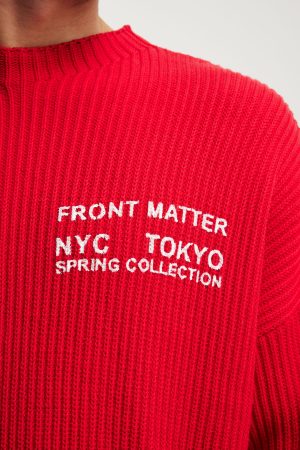 FRONT MATTER
NYC TOKYO
SPRING COLLECTION